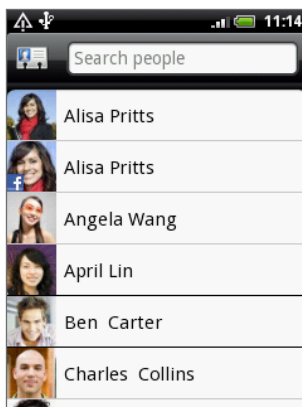 11:14
Search people
Alisa Pritts
Alisa Pritts
f
Angela Wang
April Lin
Ben Carter
Charles Collins